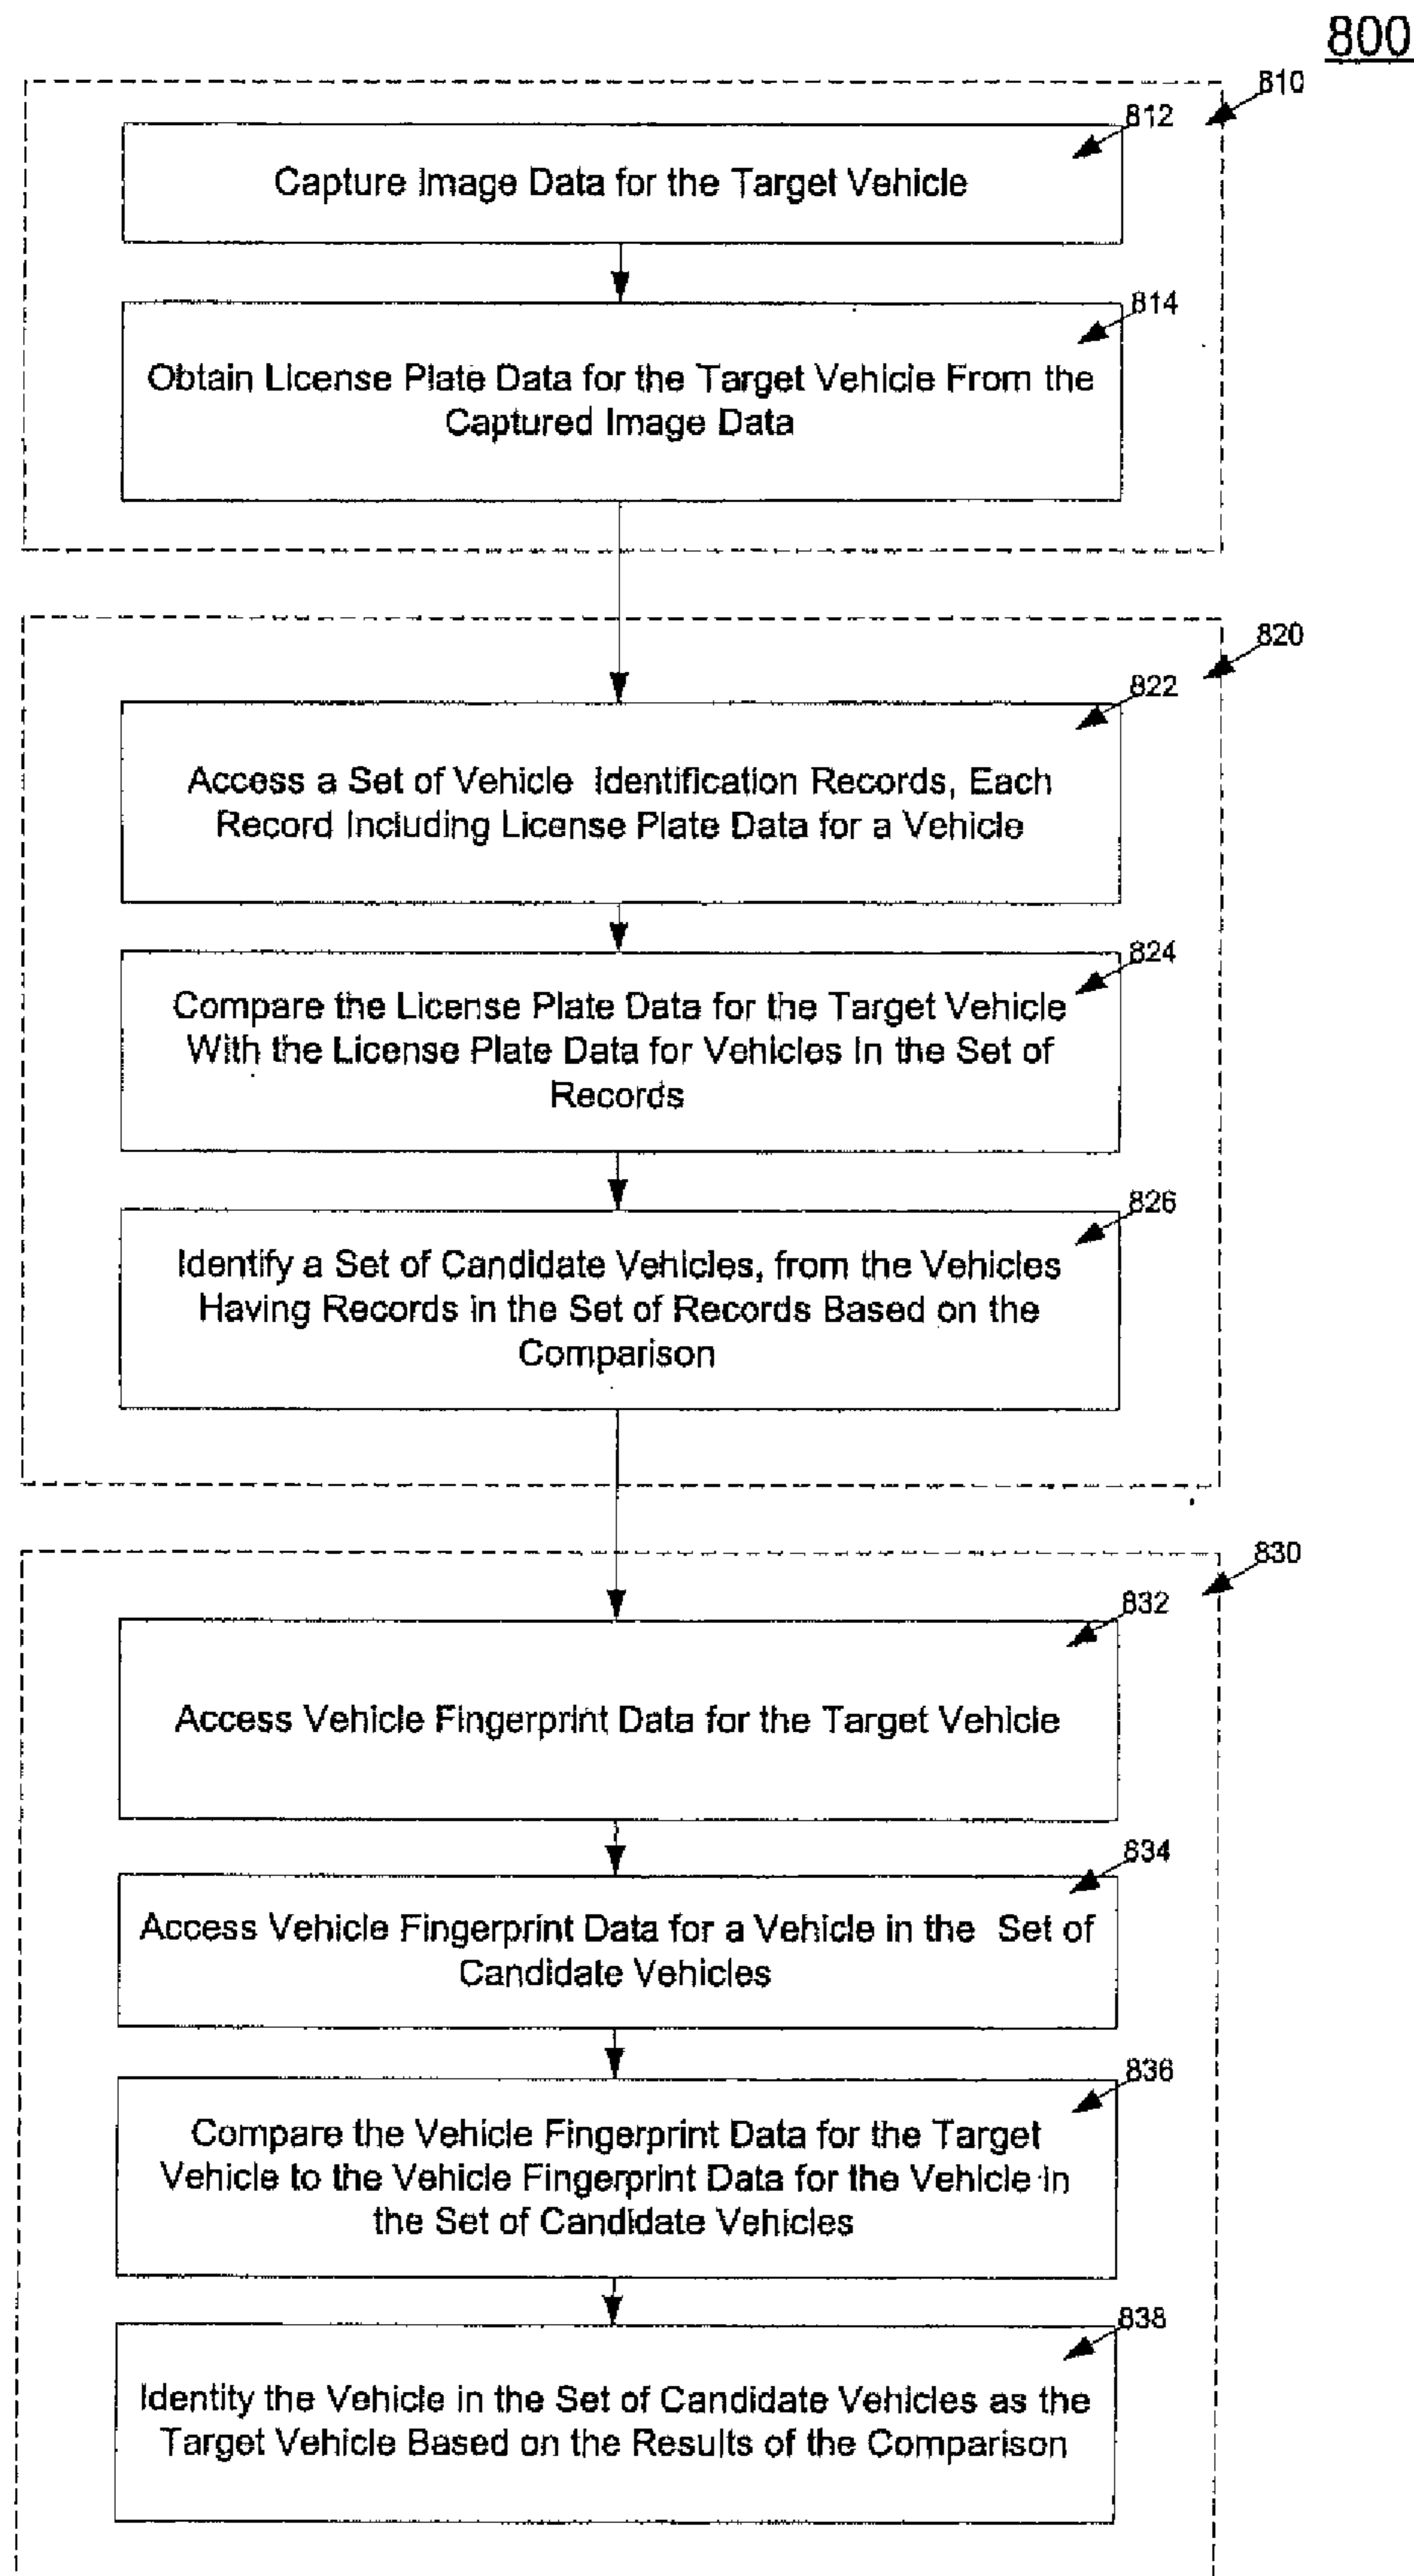 800
810
812
Capture Image Data for the Target Vehicle
814
Obtain License Plate Data for the Target Vehicle From the
Captured Image Data
820
822
Access a Set of Vehicle Identification Records, Each
Record Including License Plate Data for a Vehicle
824
Compare the License Plate Data for the Target Vehicle
With the License Plate Data for Vehicles In the Set of
Records
826
Identify a Set of Candidate Vehicles, from the Vehicles
Having Records in the Set of Records Based on the
Comparison
830
832
Access Vehicle Fingerprint Data for the Target Vehicle
834
Access Vehicle Fingerprint Data for a Vehicle in the Set of
Candidate Vehicles
836
Compare the Vehicle Fingerprint Data for the Target
Vehicle to the Vehicle Fingerprint Data for the Vehicle in
the Set of Candidate Vehicles
838
Identity the Vehicle in the Set of Candidate Vehicles as the
Target Vehicle Based on the Results of the Comparison